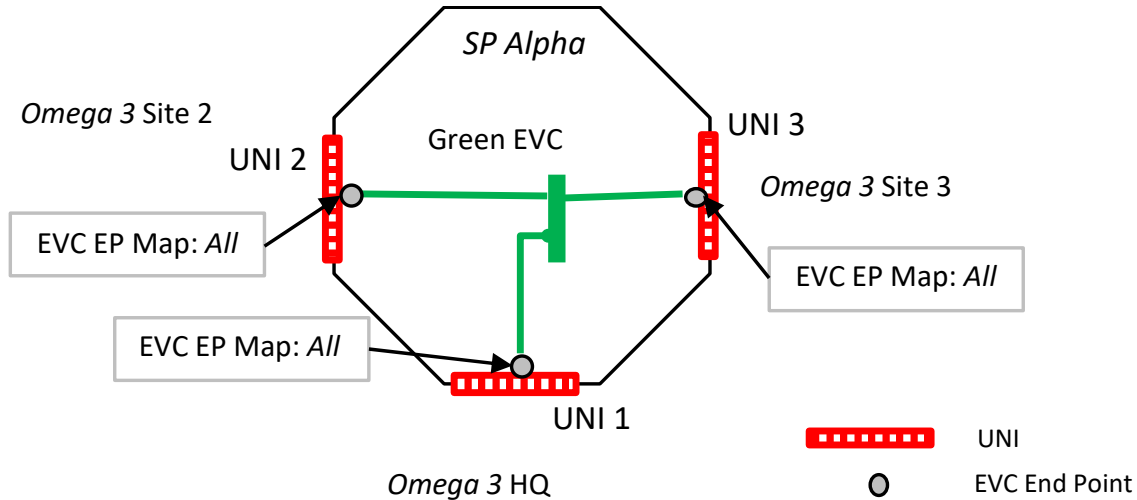 SP Alpha
Omega 3 Site 2
UNI 2
Green EVC
UNI 3
Omega 3 Site 3
EVC EP Map: All
EVC EP Map: All
EVC EP Map: All
UNI 1
UNI
Omega 3 HQ
EVC End Point